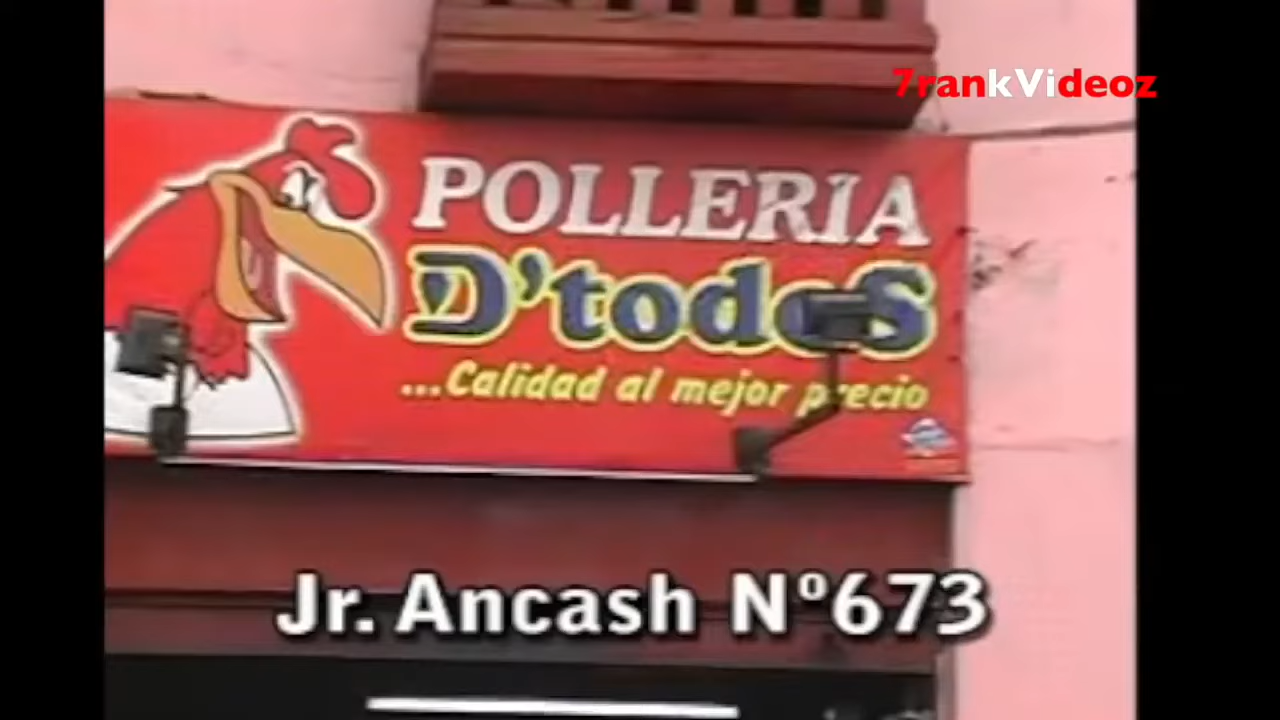 7rankVideoz
POLLERIA
D'todos
...Calidad al mejor precio
Jr. Ancash Nº673